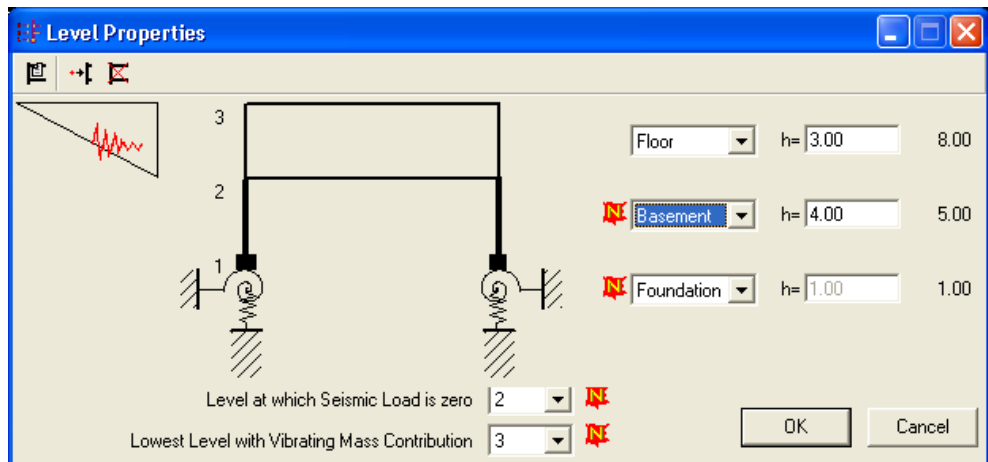 Level Properties
3 Floor h= 3.00 8.00
2 Basement h= 4.00 5.00
1 Foundation h= 1.00 1.00
Level at which Seismic Load is zero 2
Lowest Level with Vibrating Mass Contribution 3
OK Cancel